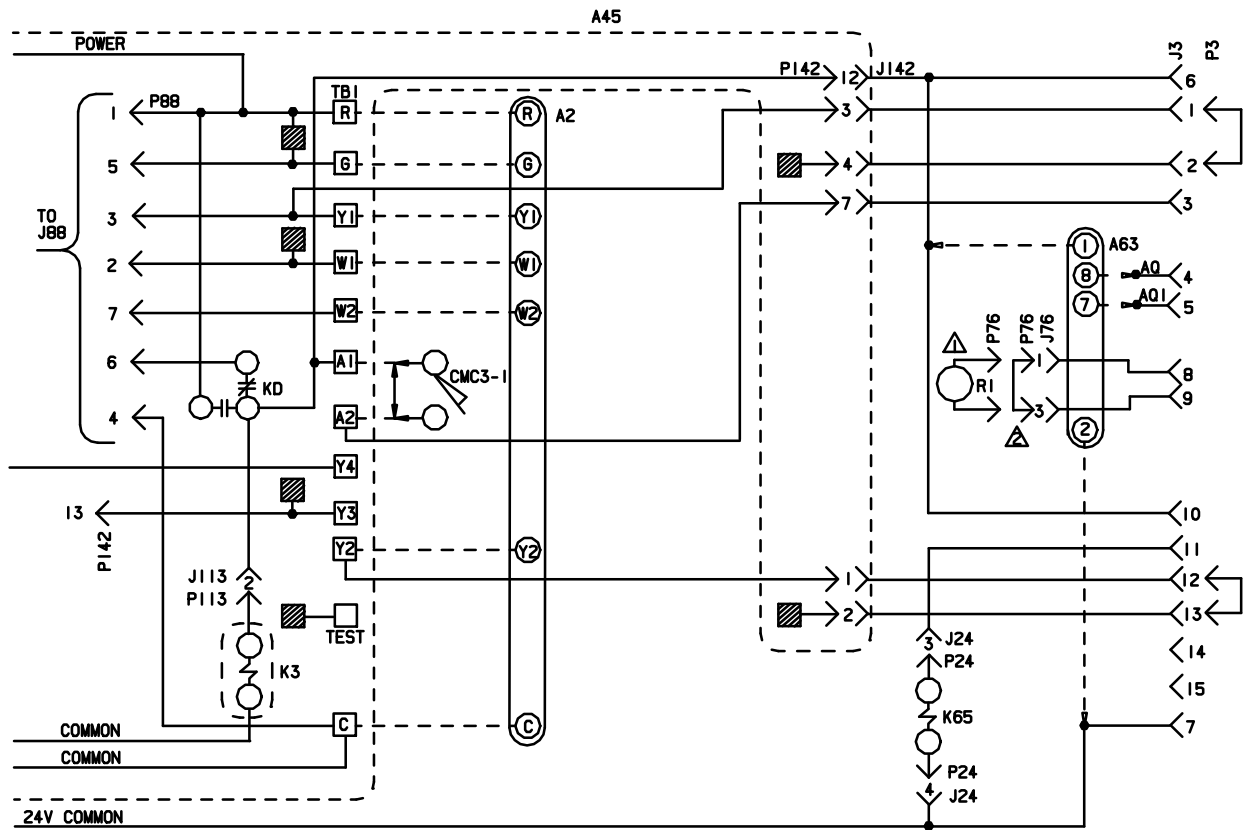 A45
POWER
P142 12 J142
J3
P3
6
TB1
1 P88 R R A2
3 1
5 G G 4 2
3 Y1 Y1 7 3
TO
J88
2 W1 W1 1 A63
8 AQ 4
7 W2 W2 7 AQ1 5
6 A1 CMC3-1
KD
1 P76 P76 J76 1 8
R1
4 A2 3 9
2 2
Y4
13 P142 Y3 10
Y2 Y2 11
J113 2 1 12
P113
TEST 2 13
3 J24 14
P24
K3 15
K65
C C 7
COMMON
COMMON
P24
4 J24
24V COMMON